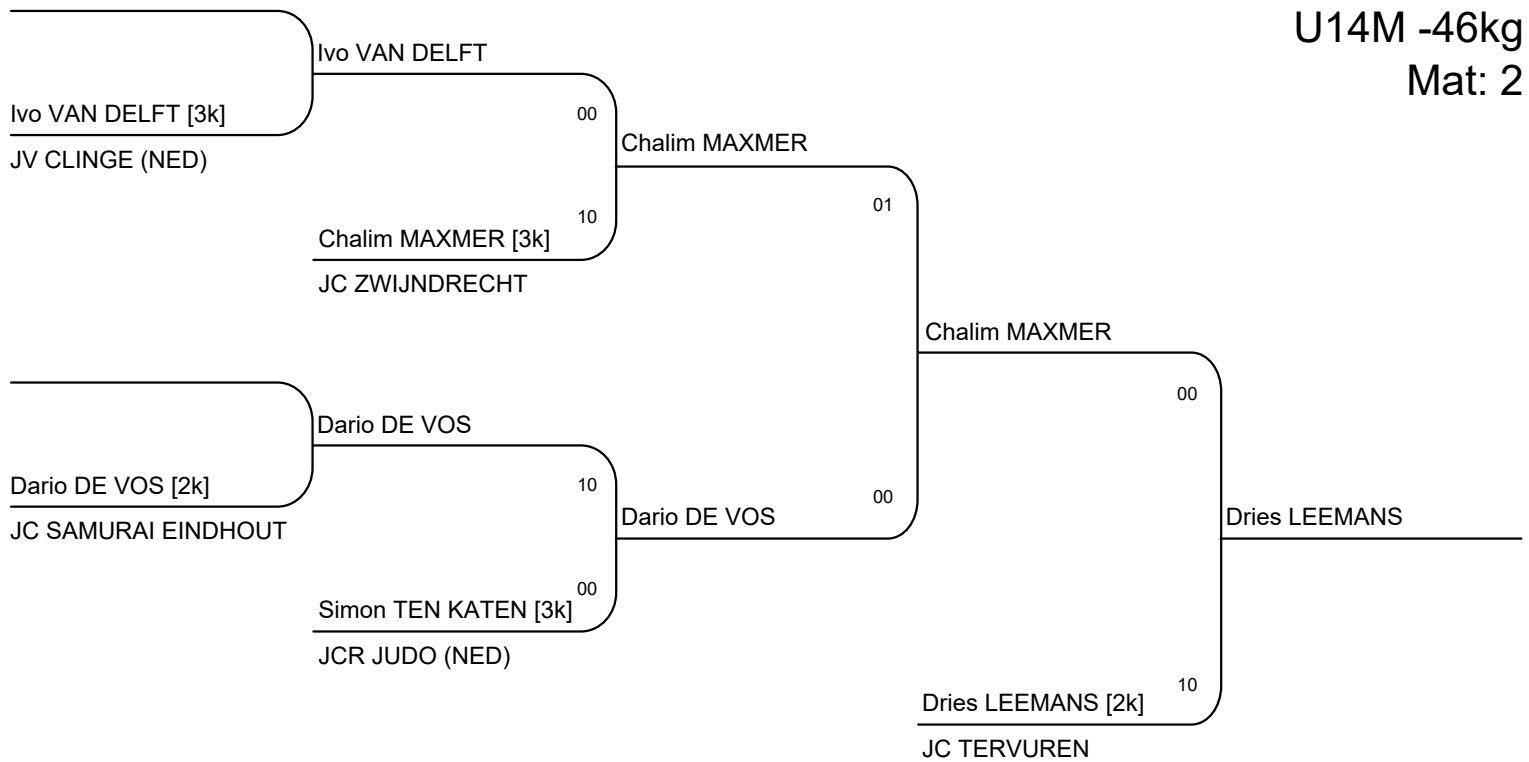 U14M -46kg
Mat: 2
Ivo VAN DELFT
Ivo VAN DELFT [3k]
JV CLINGE (NED)
00
Chalim MAXMER
10
01
Chalim MAXMER [3k]
JC ZWIJNDRECHT
Chalim MAXMER
00
Dario DE VOS
Dario DE VOS [2k]
JC SAMURAI EINDHOUT
10
00
Dario DE VOS
Dries LEEMANS
00
Simon TEN KATEN [3k]
JCR JUDO (NED)
10
Dries LEEMANS [2k]
JC TERVUREN